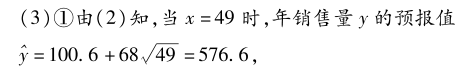 (3)①由(2)知,当 x=49 时,年销售量 y 的预报值
ŷ=100.6+68√49=576.6,